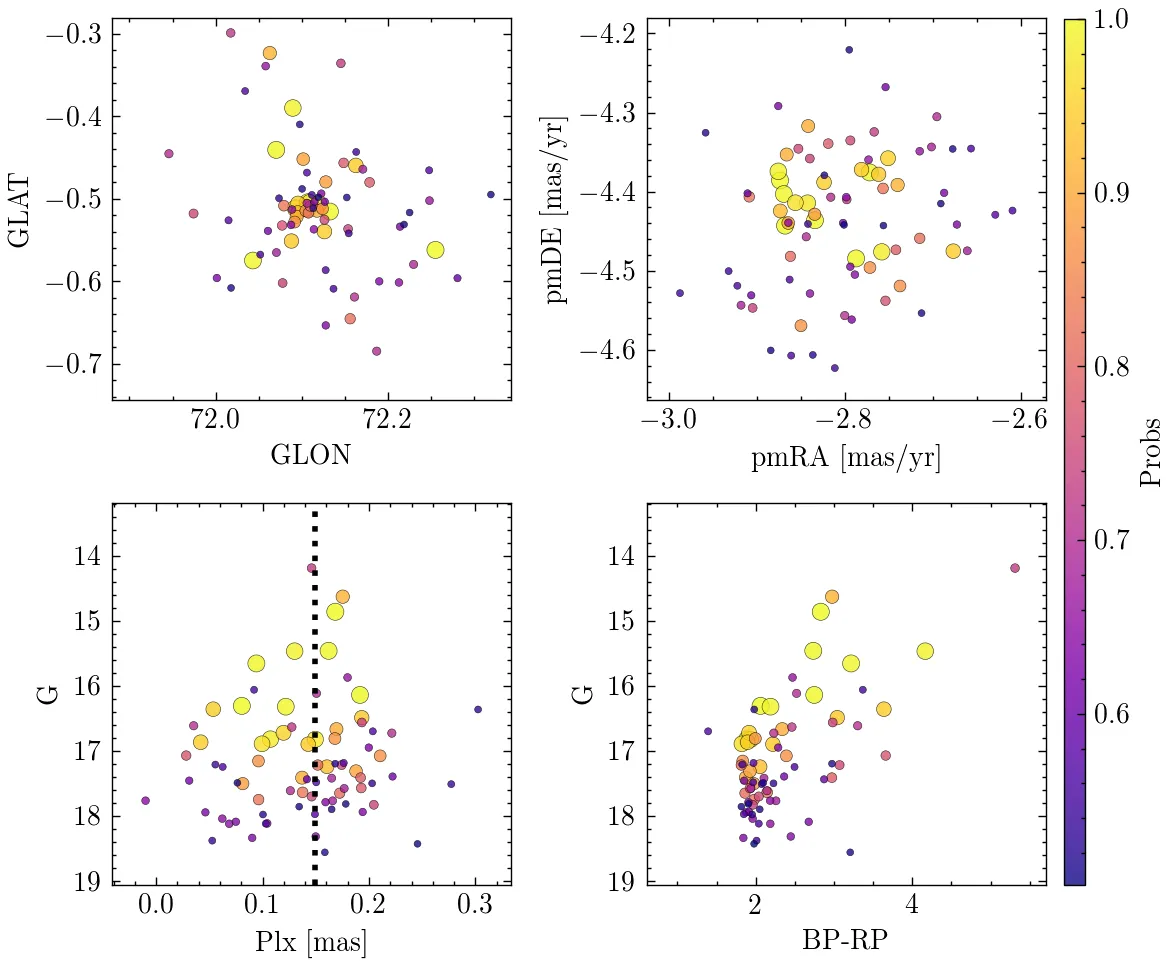 −0.3
−0.4
−0.5
−0.6
−0.7
GLAT
72.0 72.2
GLON
−4.2
−4.3
−4.4
−4.5
−4.6
pmDE [mas/yr]
−3.0 −2.8 −2.6
pmRA [mas/yr]
1.0
0.9
0.8
0.7
0.6
Probs
14
15
16
17
18
19
G
0.0 0.1 0.2 0.3
Plx [mas]
14
15
16
17
18
19
G
2 4
BP-RP